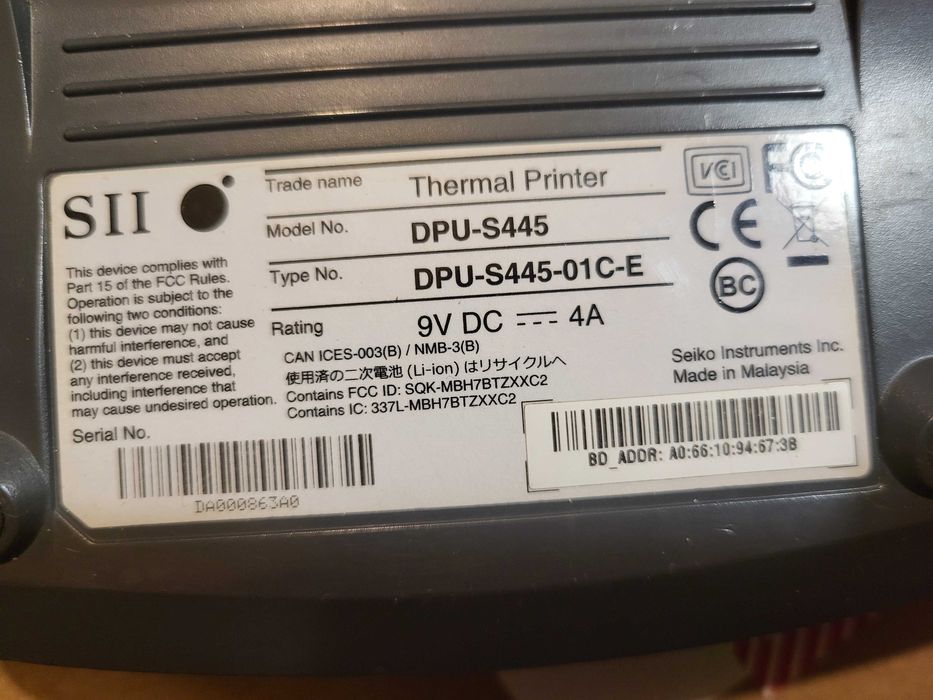 SII
Trade name Thermal Printer
Model No. DPU-S445
Type No. DPU-S445-01C-E
Rating 9V DC 4A
This device complies with
Part 15 of the FCC Rules.
Operation is subject to the
following two conditions:
(1) this device may not cause
harmful interference, and
(2) this device must accept
any interference received,
including interference that
may cause undesired operation.
CAN ICES-003(B) / NMB-3(B)
使用済の二次電池 (Li-ion) はリサイクルへ
Contains FCC ID: SQK-MBH7BTZXXC2
Contains IC: 337L-MBH7BTZXXC2
VCI
FC
CE
BC
Seiko Instruments Inc.
Made in Malaysia
Serial No.
DA000863A0
BD_ADDR: A0:66:10:94:67:3B